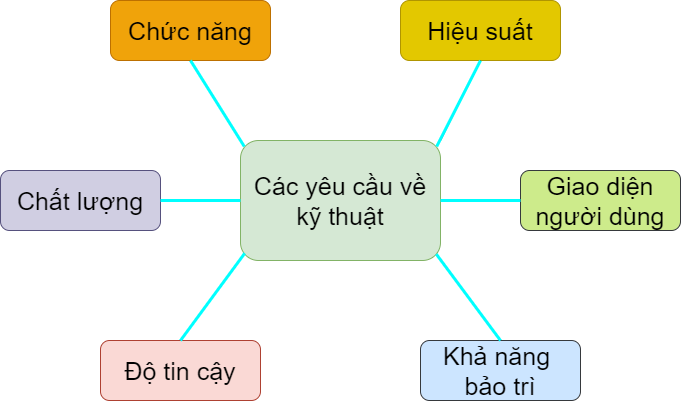 Chức năng
Hiệu suất
Các yêu cầu về
kỹ thuật
Chất lượng
Giao diện
người dùng
Độ tin cậy
Khả năng
bảo trì